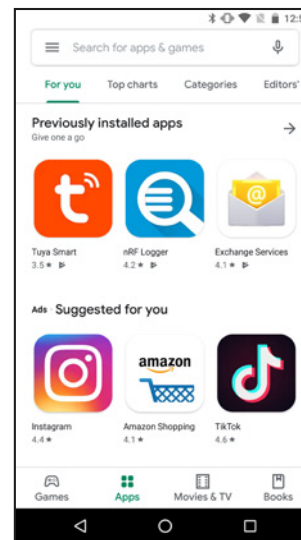 12:5
Search for apps & games
For you Top charts Categories Editors'
Previously installed apps
Give one a go
Tuya Smart nRF Logger Exchange Services
3.5 ★ 4.2 ★ 4.1 ★
Ads · Suggested for you
amazon
Instagram Amazon Shopping TikTok
4.4 ★ 4.1 ★ 4.6 ★
Games Apps Movies & TV Books